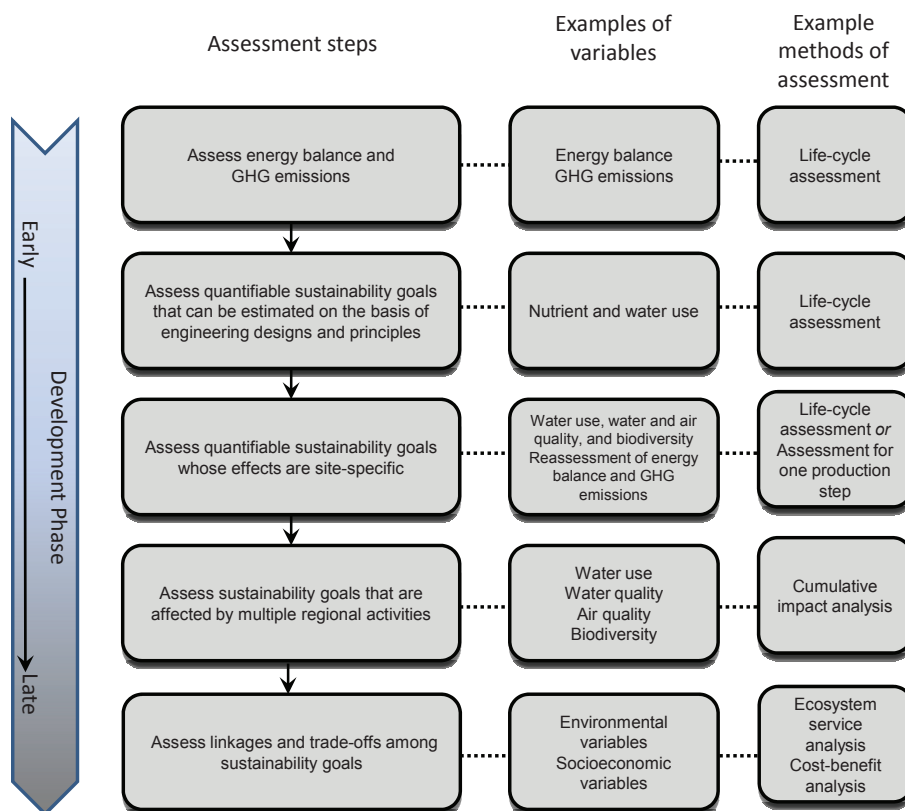 Assessment steps
Examples of
variables
Example
methods of
assessment
Early
Development Phase
Late
Assess energy balance and
GHG emissions
Energy balance
GHG emissions
Life-cycle
assessment
Assess quantifiable sustainability goals
that can be estimated on the basis of
engineering designs and principles
Nutrient and water use
Life-cycle
assessment
Assess quantifiable sustainability goals
whose effects are site-specific
Water use, water and air
quality, and biodiversity
Reassessment of energy
balance and GHG
emissions
Life-cycle
assessment or
Assessment for
one production
step
Assess sustainability goals that are
affected by multiple regional activities
Water use
Water quality
Air quality
Biodiversity
Cumulative
impact analysis
Assess linkages and trade-offs among
sustainability goals
Environmental
variables
Socioeconomic
variables
Ecosystem
service
analysis
Cost-benefit
analysis